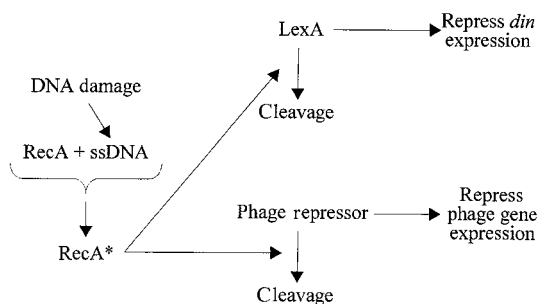 LexA
Repress din
expression
DNA damage
Cleavage
RecA + ssDNA
Phage repressor
Repress
phage gene
expression
RecA*
Cleavage